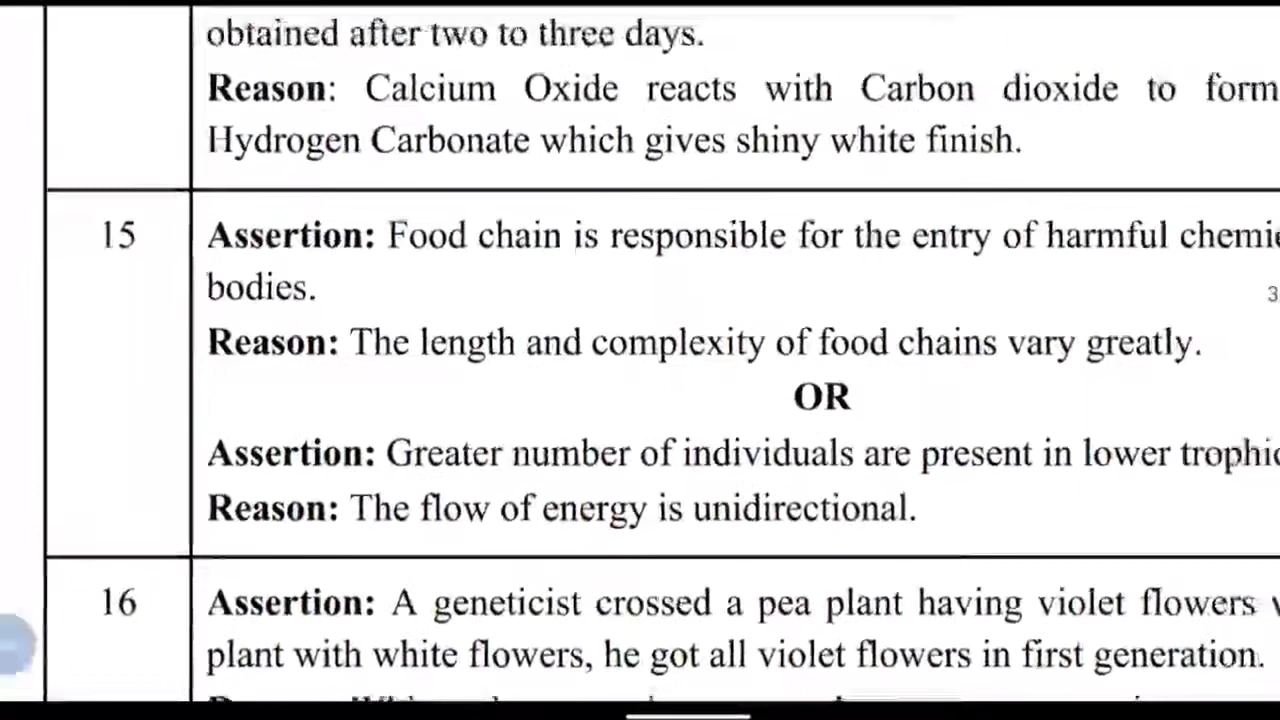 obtained after two to three days.
Reason: Calcium Oxide reacts with Carbon dioxide to form
Hydrogen Carbonate which gives shiny white finish.
15
Assertion: Food chain is responsible for the entry of harmful
bodies.
3
Reason: The length and complexity of food chains vary greatly.
OR
Assertion: Greater number of individuals are present in lower
Reason: The flow of energy is unidirectional.
16
Assertion: A geneticist crossed a pea plant having violet flowers
plant with white flowers, he got all violet flowers in first generation.